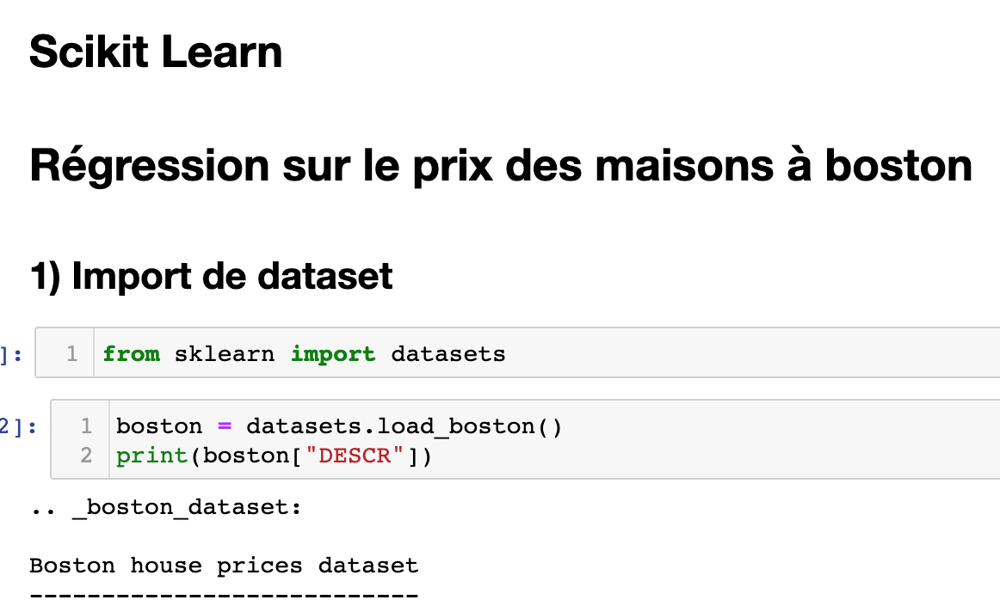 Scikit Learn
Régression sur le prix des maisons à boston
1) Import de dataset
]: 1 from sklearn import datasets
2]: 1 boston = datasets.load_boston()
2 print(boston["DESCR"])
.. _boston_dataset:
Boston house prices dataset
---------------------------